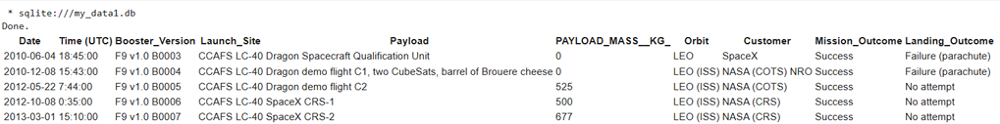 * sqlite:///my_data1.db
Done.
Date Time (UTC) Booster_Version Launch_Site Payload PAYLOAD_MASS__KG_ Orbit Customer Mission_Outcome Landing_Outcome
2010-06-04 18:45:00 F9 v1.0 B0003 CCAFS LC-40 Dragon Spacecraft Qualification Unit 0 LEO SpaceX Success Failure (parachute)
2010-12-08 15:43:00 F9 v1.0 B0004 CCAFS LC-40 Dragon demo flight C1, two CubeSats, barrel of Brouere cheese 0 LEO (ISS) NASA (COTS) NRO Success Failure (parachute)
2012-05-22 7:44:00 F9 v1.0 B0005 CCAFS LC-40 Dragon demo flight C2 525 LEO (ISS) NASA (COTS) Success No attempt
2012-10-08 0:35:00 F9 v1.0 B0006 CCAFS LC-40 SpaceX CRS-1 500 LEO (ISS) NASA (CRS) Success No attempt
2013-03-01 15:10:00 F9 v1.0 B0007 CCAFS LC-40 SpaceX CRS-2 677 LEO (ISS) NASA (CRS) Success No attempt